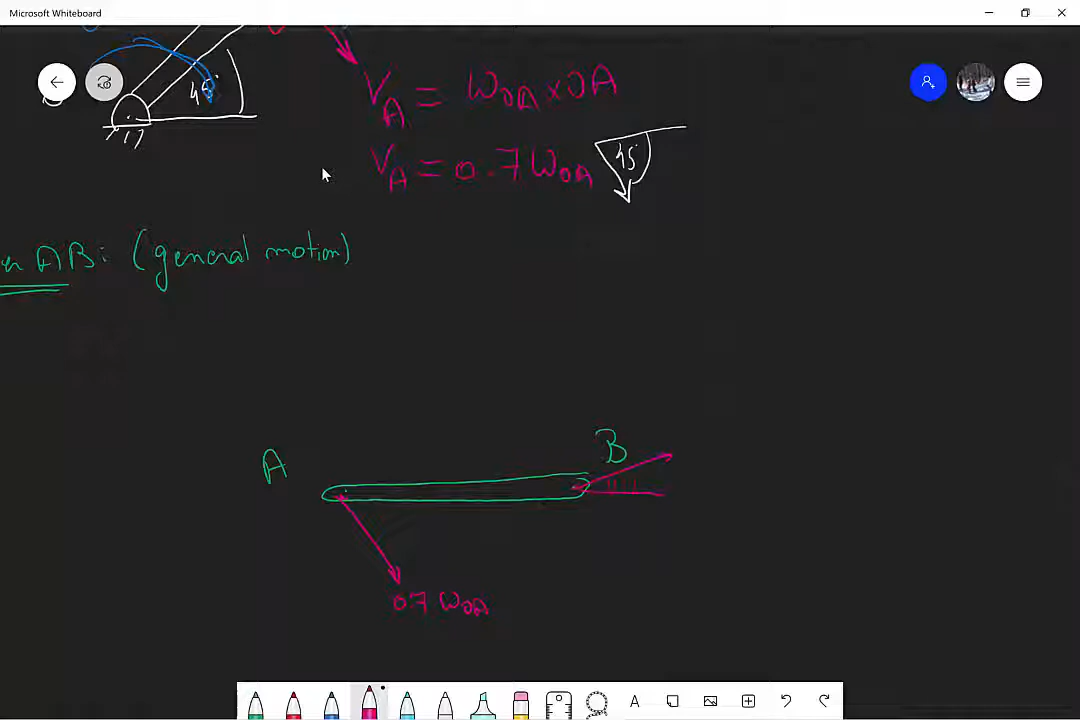 Microsoft Whiteboard
45
V_A = ω_OA × OA
V_A = 0.7 ω_OA 45°
AB: (general motion)
A
B
0.7 ω_OA
A